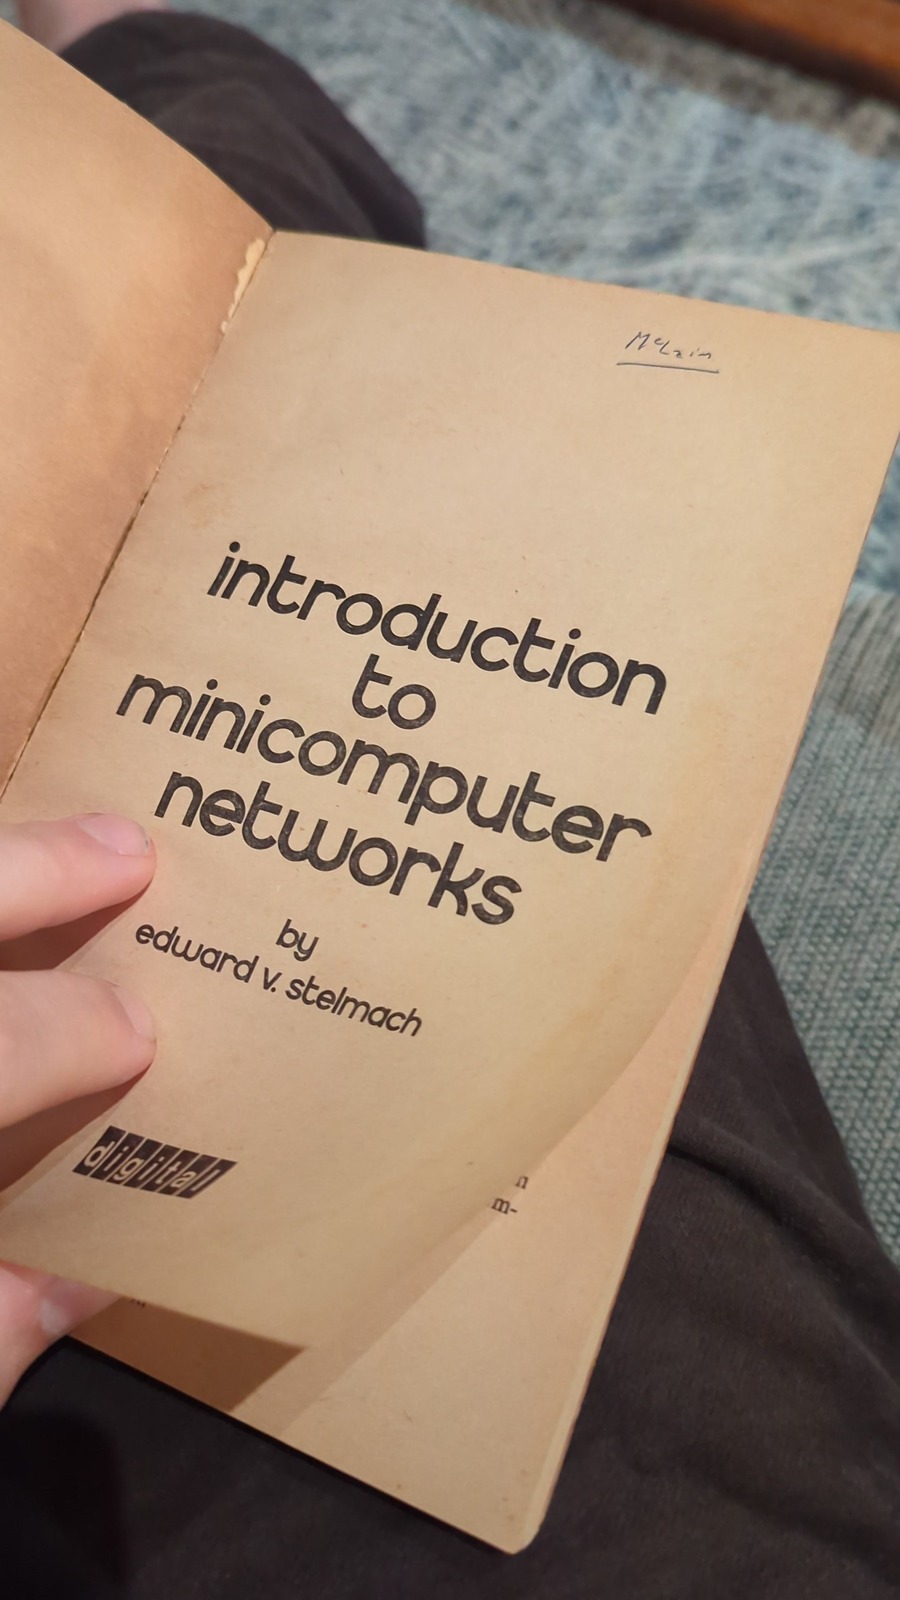 McLain
introduction
to
minicomputer
networks
by
edward v. stelmach
digital
n
m-